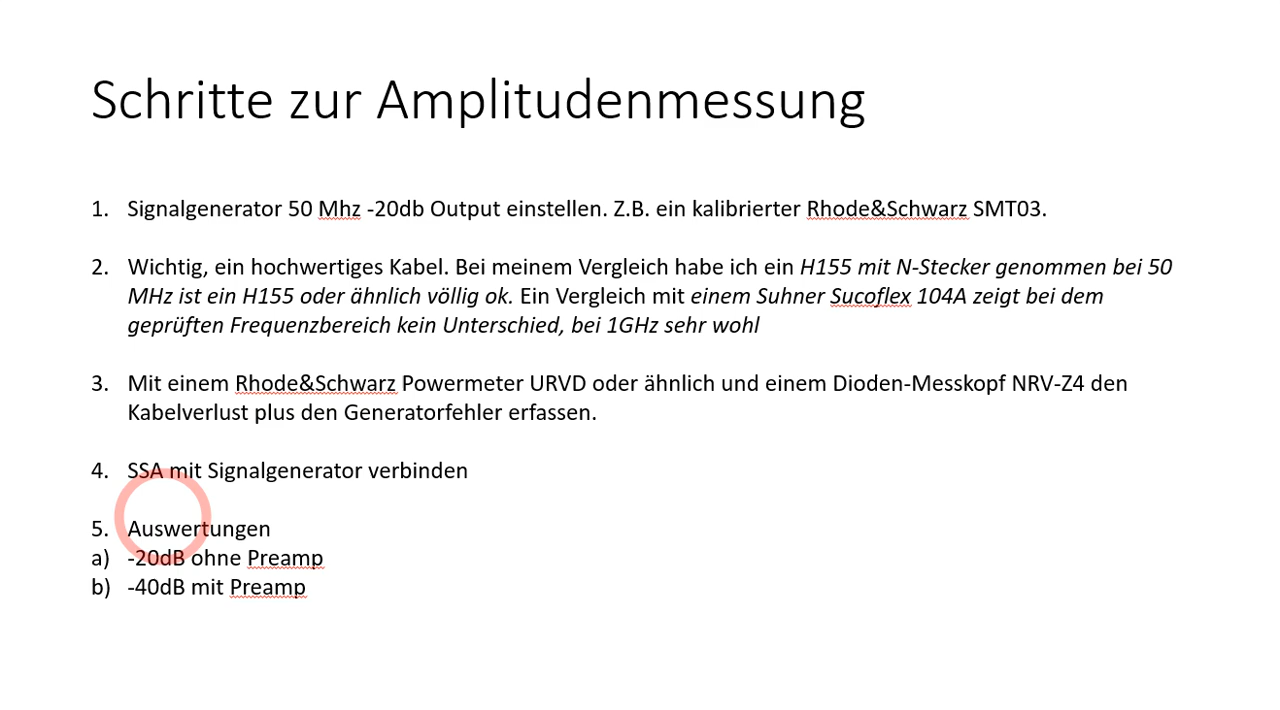 Schritte zur Amplitudenmessung
1. Signalgenerator 50 Mhz -20db Output einstellen. Z.B. ein kalibrierter Rhode&Schwarz SMT03.
2. Wichtig, ein hochwertiges Kabel. Bei meinem Vergleich habe ich ein H155 mit N-Stecker genommen bei 50
MHz ist ein H155 oder ähnlich völlig ok. Ein Vergleich mit einem Suhner Sucoflex 104A zeigt bei dem
geprüften Frequenzbereich kein Unterschied, bei 1GHz sehr wohl
3. Mit einem Rhode&Schwarz Powermeter URVD oder ähnlich und einem Dioden-Messkopf NRV-Z4 den
Kabelverlust plus den Generatorfehler erfassen.
4. SSA mit Signalgenerator verbinden
5. Auswertungen
a) -20dB ohne Preamp
b) -40dB mit Preamp